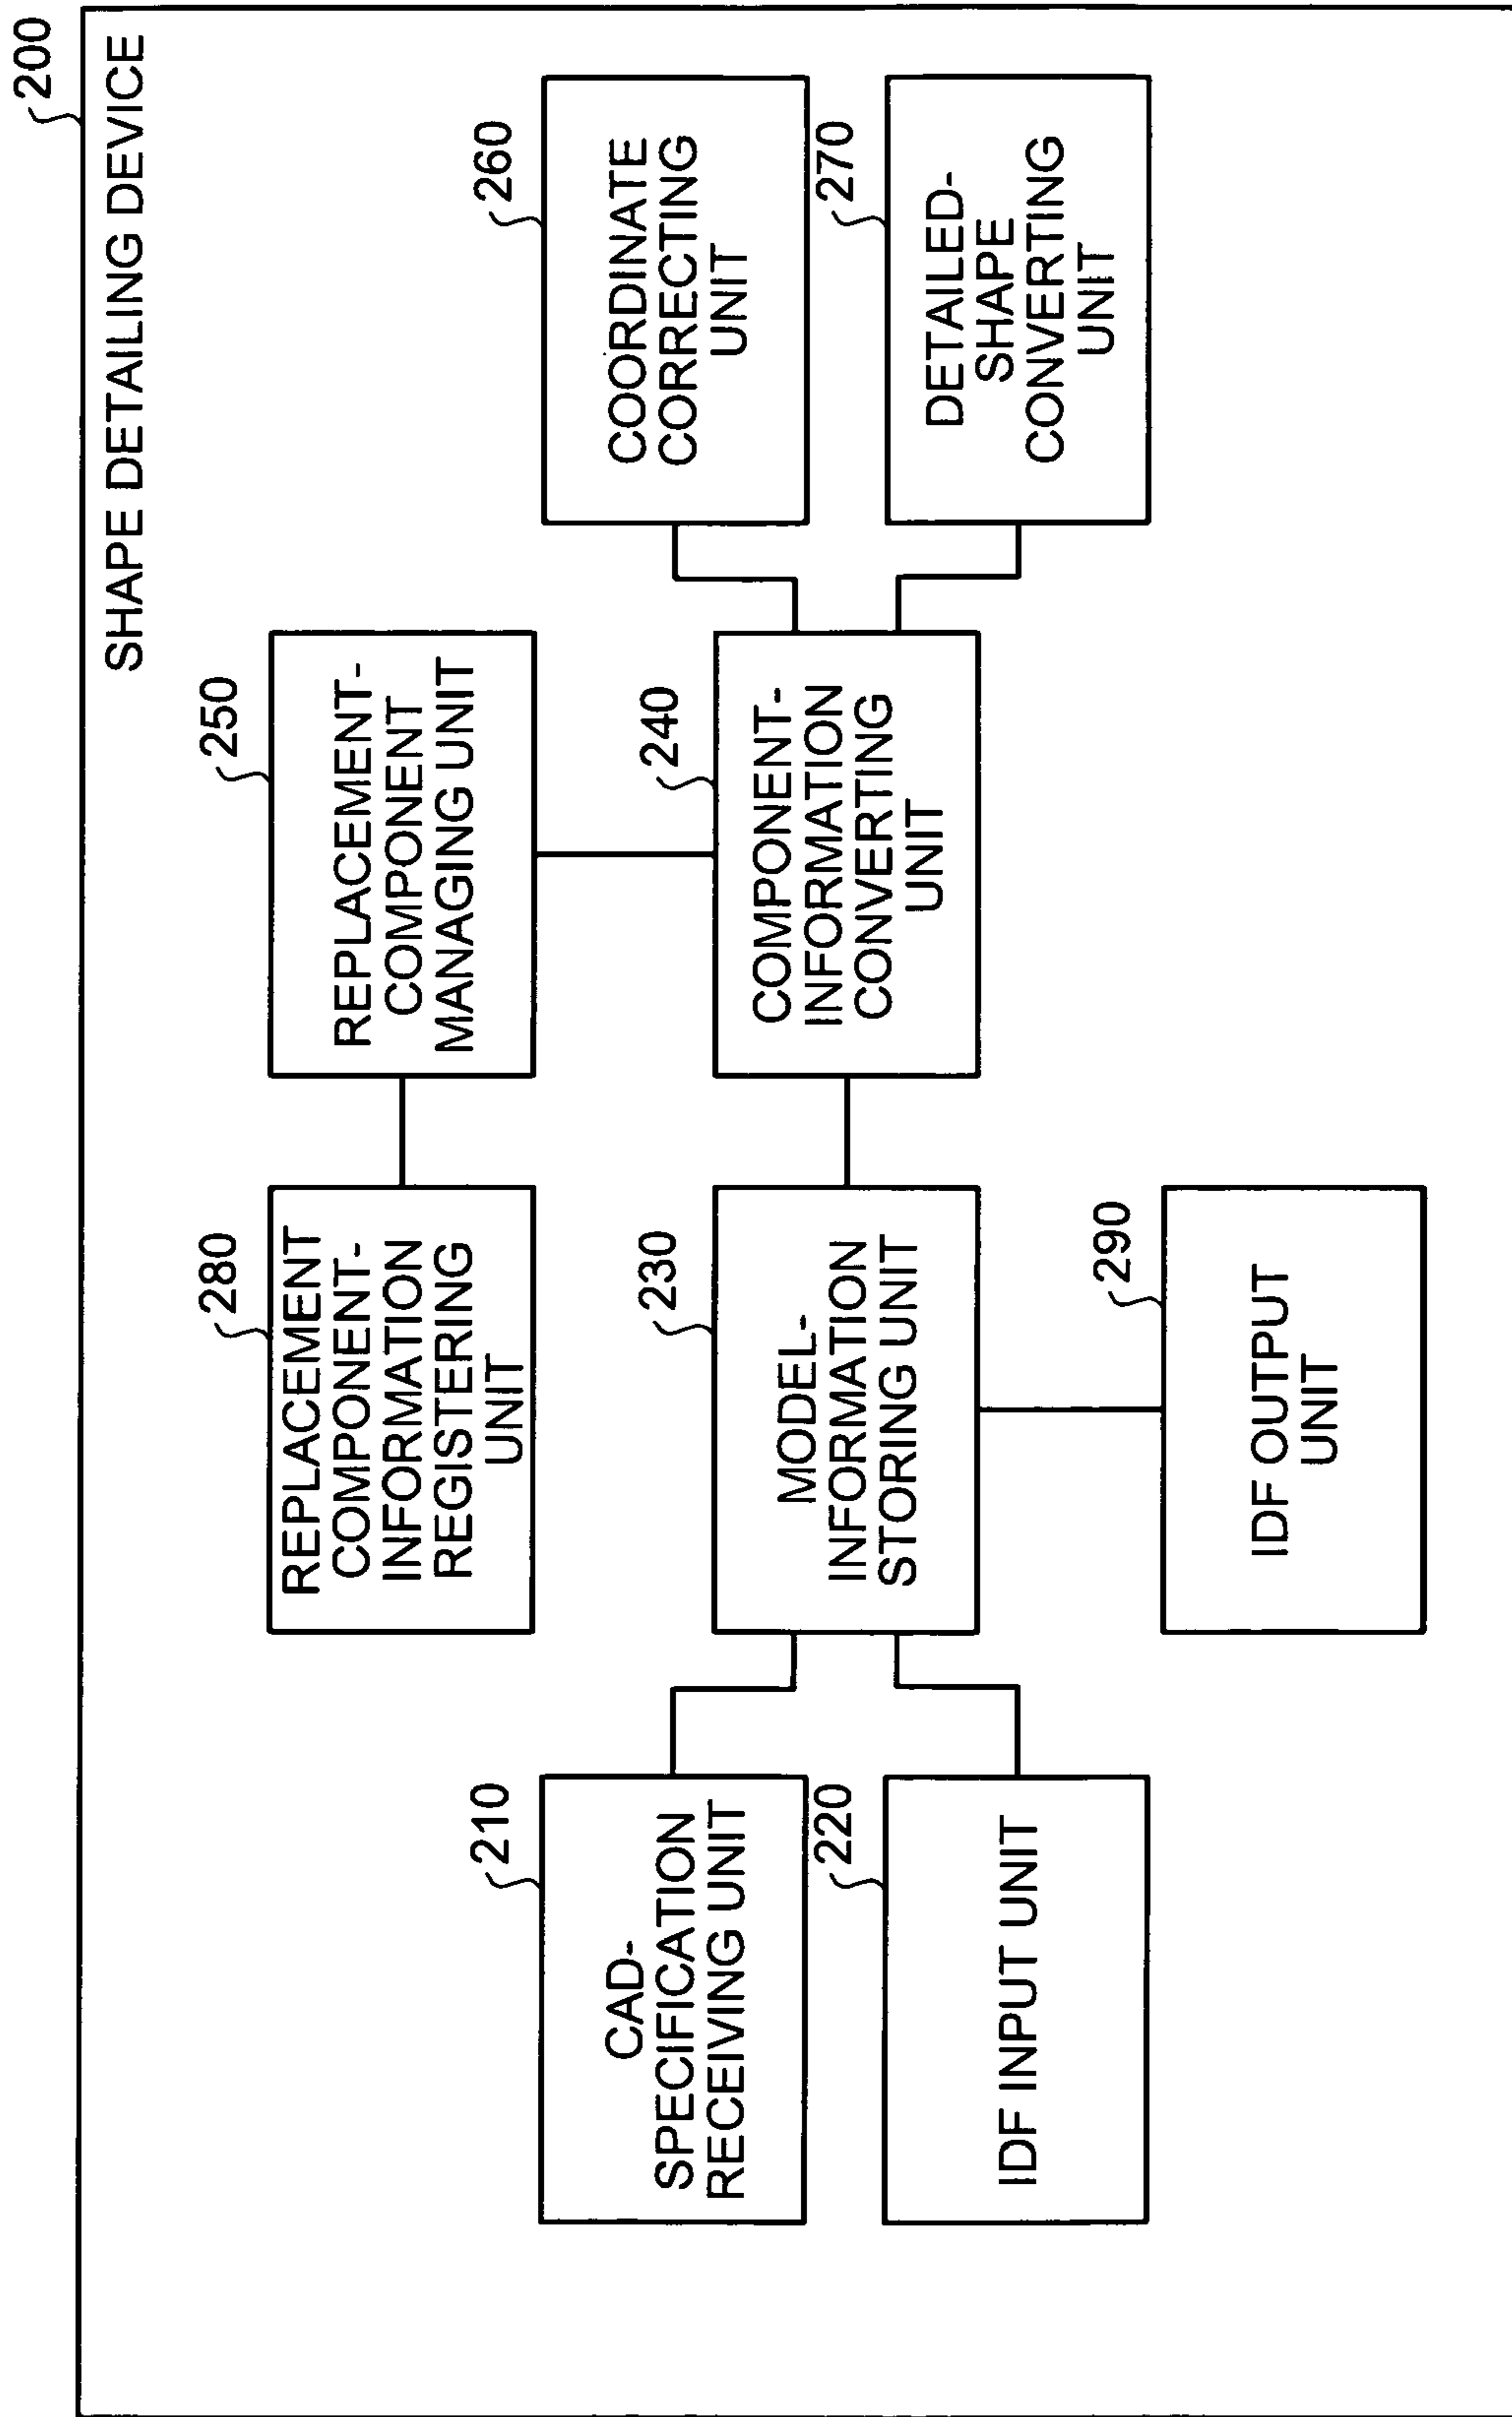 200
SHAPE DETAILING DEVICE
280
REPLACEMENT
COMPONENT-
INFORMATION
REGISTERING
UNIT
250
REPLACEMENT-
COMPONENT
MANAGING UNIT
210
CAD-
SPECIFICATION
RECEIVING UNIT
220
IDF INPUT UNIT
230
MODEL-
INFORMATION
STORING UNIT
240
COMPONENT-
INFORMATION
CONVERTING
UNIT
260
COORDINATE
CORRECTING
UNIT
270
DETAILED-
SHAPE
CONVERTING
UNIT
290
IDF OUTPUT
UNIT